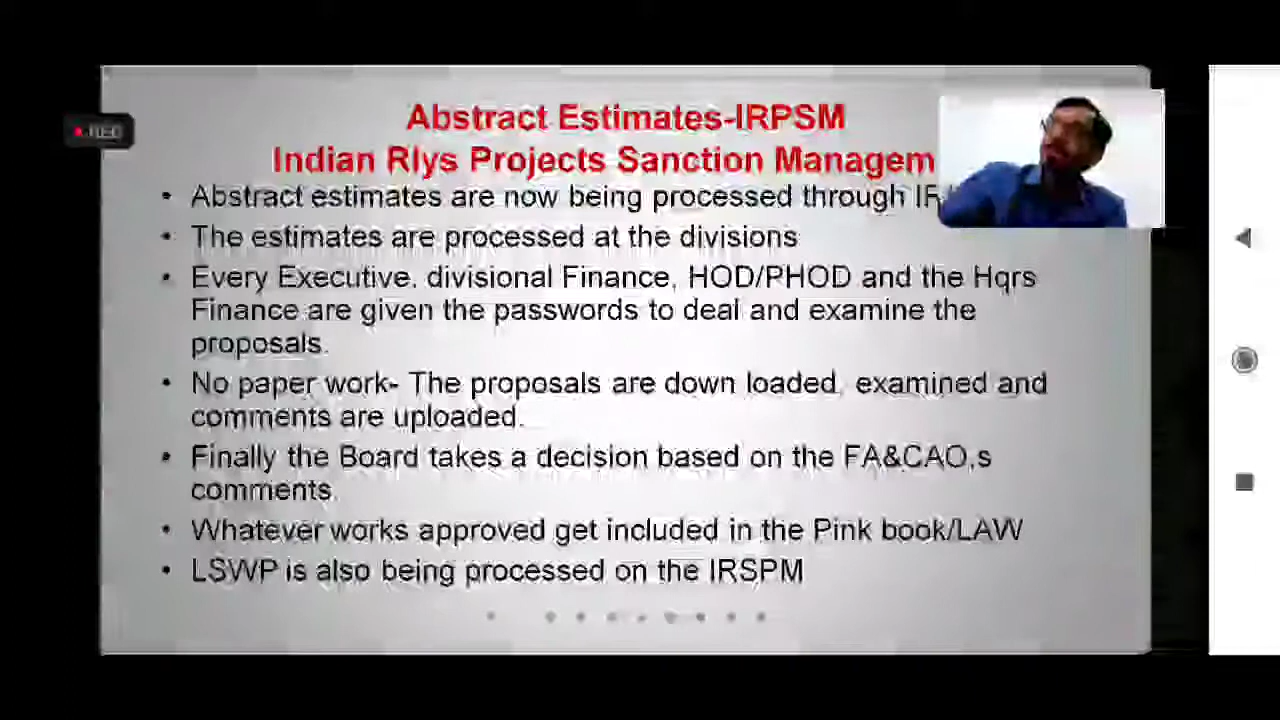 Abstract Estimates-IRPSM
Indian Rlys Projects Sanction Managem
REC
• Abstract estimates are now being processed through IR
• The estimates are processed at the divisions
• Every Executive, divisional Finance, HOD/PHOD and the Hqrs
Finance are given the passwords to deal and examine the
proposals.
• No paper work- The proposals are down loaded, examined and
comments are uploaded.
• Finally the Board takes a decision based on the FA&CAO,s
comments.
• Whatever works approved get included in the Pink book/LAW
• LSWP is also being processed on the IRSPM